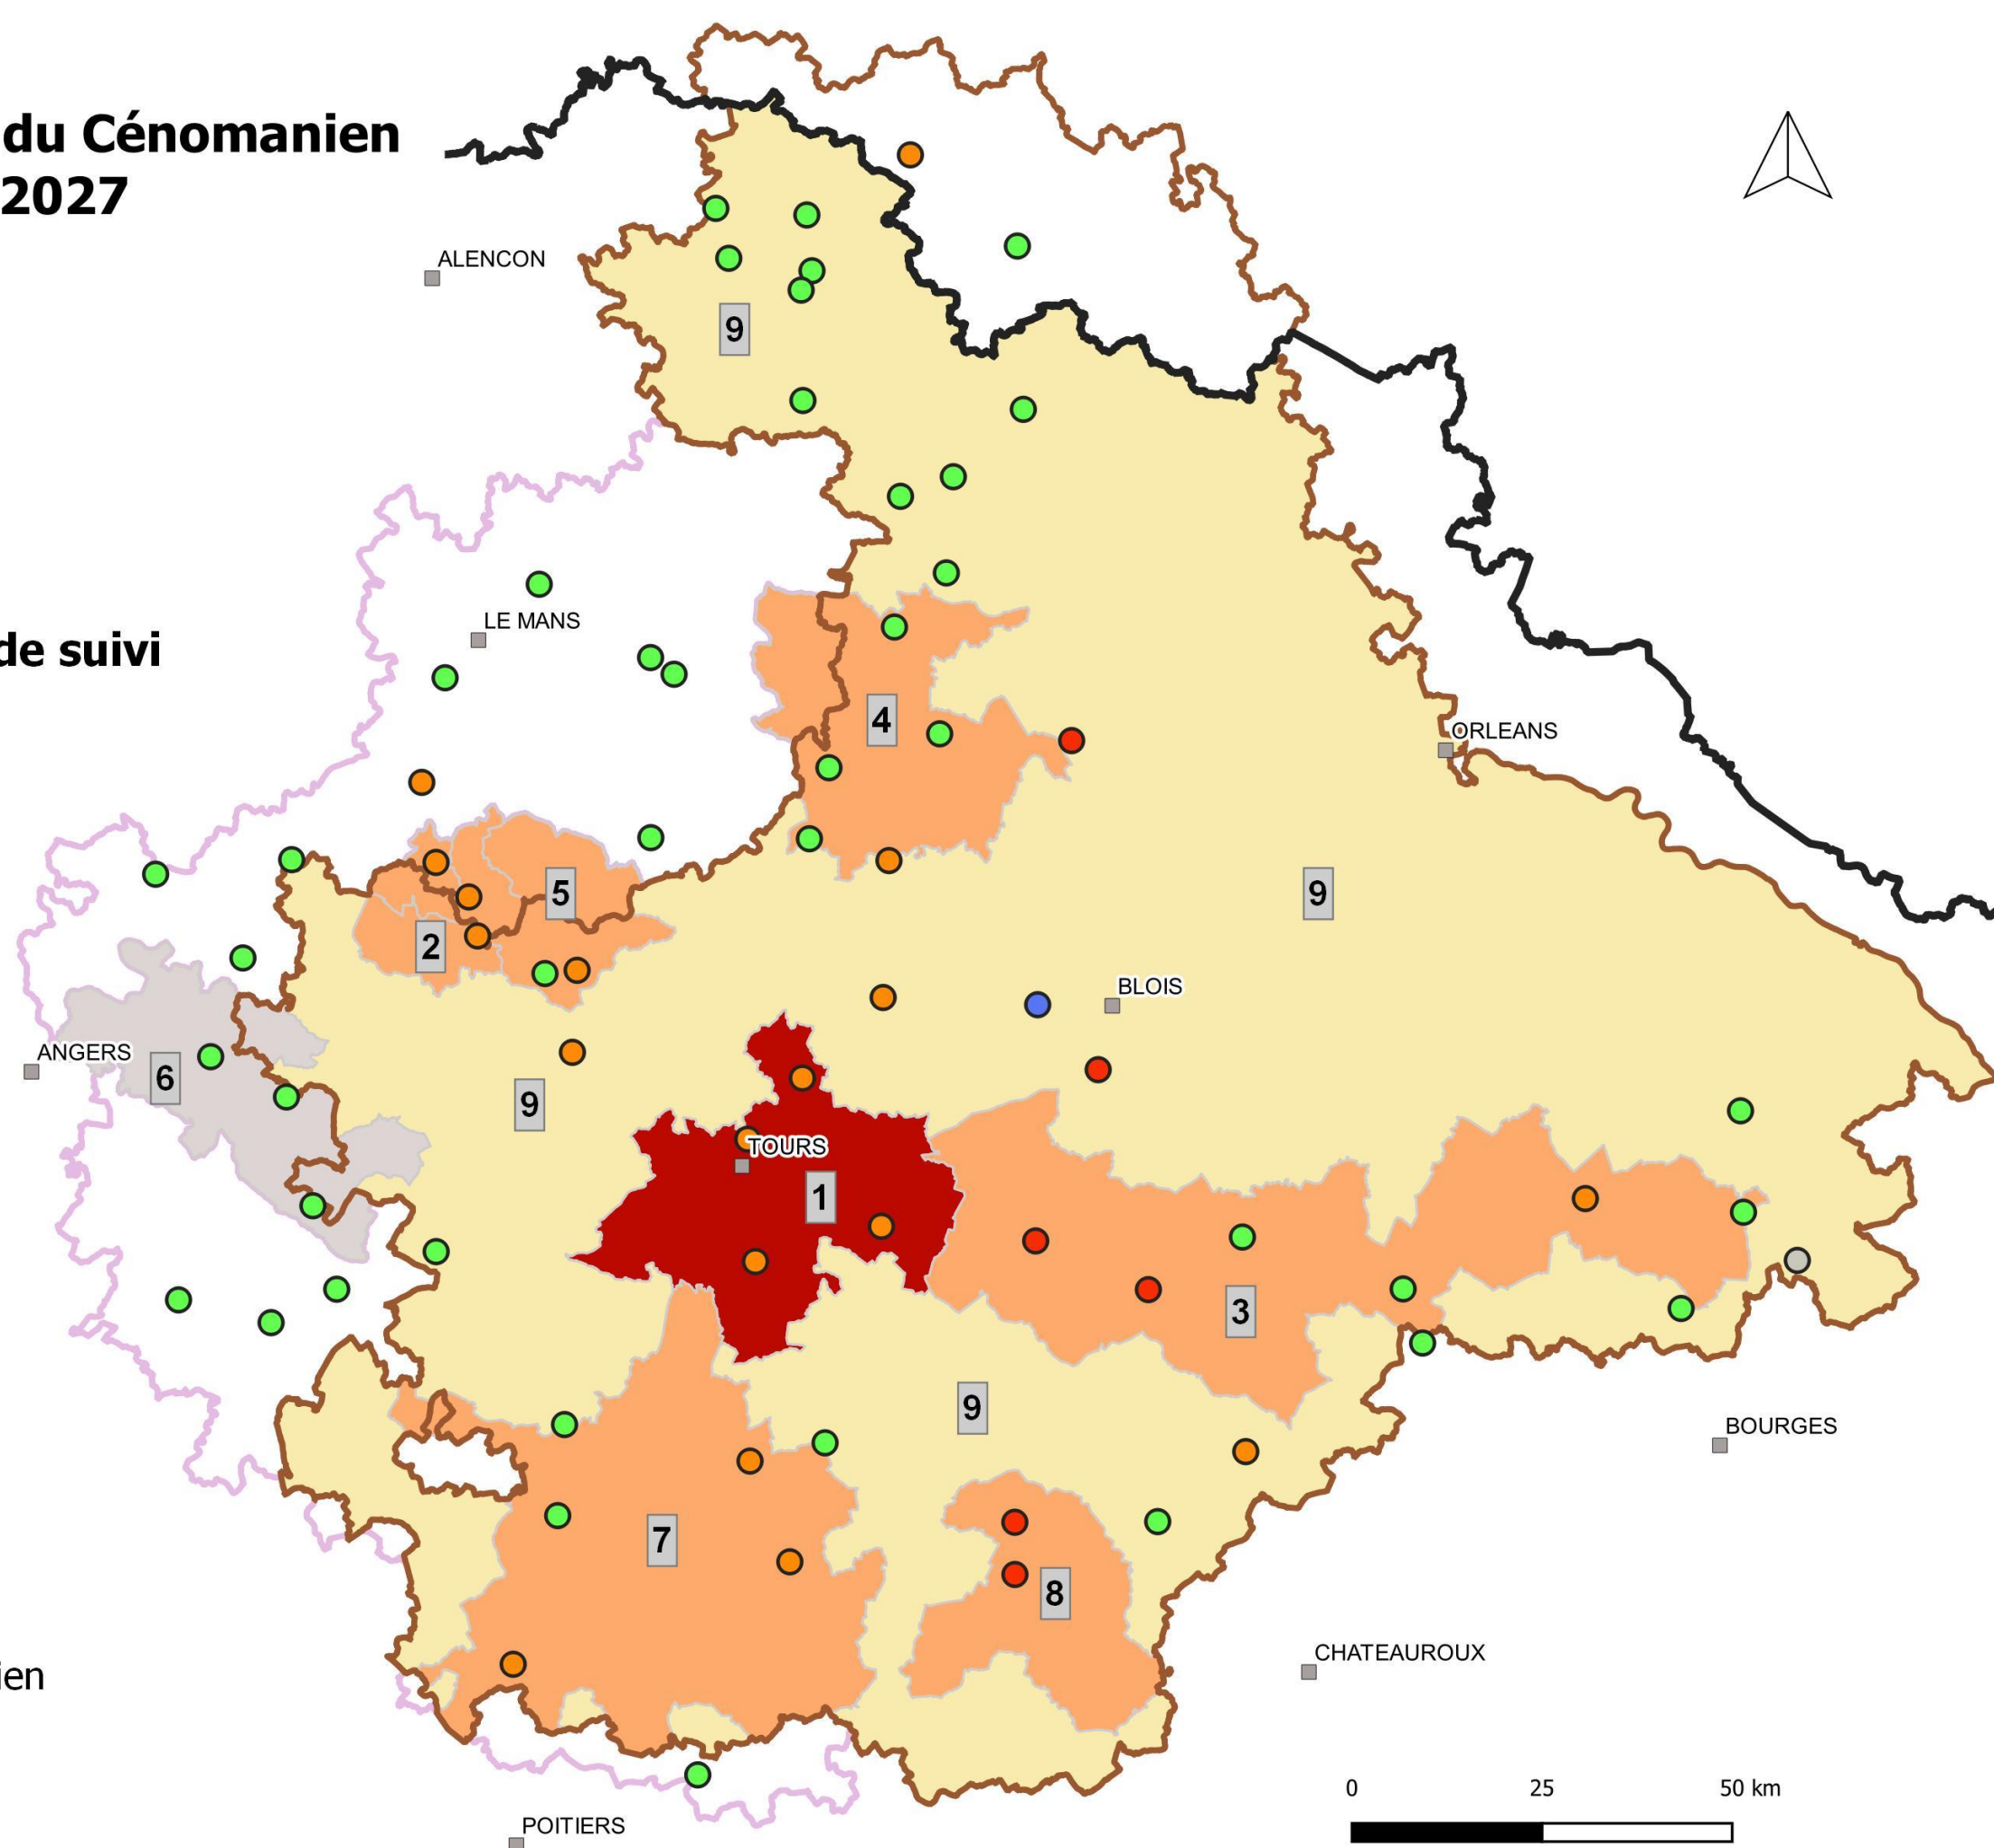 du Cénomanien
2027
ALENCON
9
LE MANS
de suivi
4
ORLEANS
5
9
2
BLOIS
ANGERS
6
9
TOURS
1
3
9
BOURGES
7
8
CHATEAUROUX
ien
0 25 50 km
POITIERS